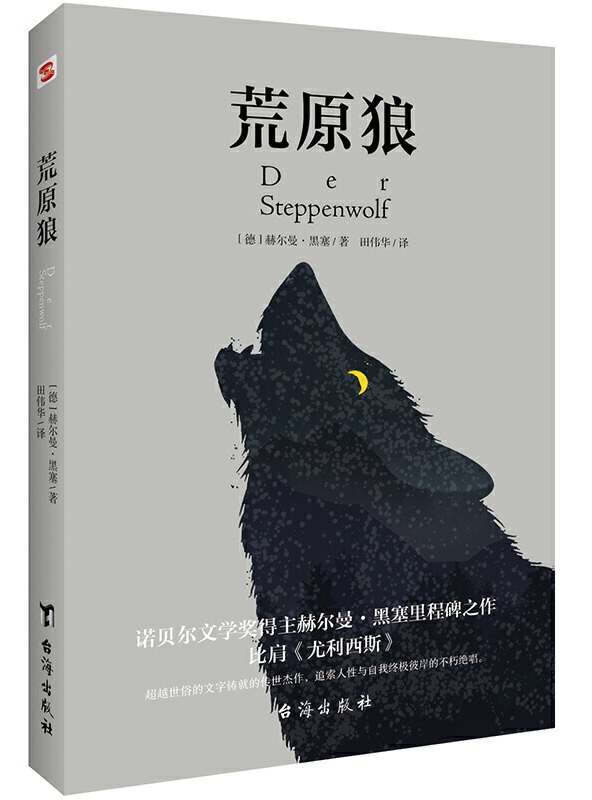 荒原狼
Der
Steppenwolf
[德]赫尔曼·黑塞/著 田伟华/译
诺贝尔文学奖得主赫尔曼·黑塞里程碑之作
比肩《尤利西斯》
超越世俗的文字铸就的传世杰作、追索人性与自我终极彼岸的不朽绝唱。
台海出版社
荒原狼
Der
Steppenwolf
[德]赫尔曼·黑塞/著
田伟华/译
台海出版社